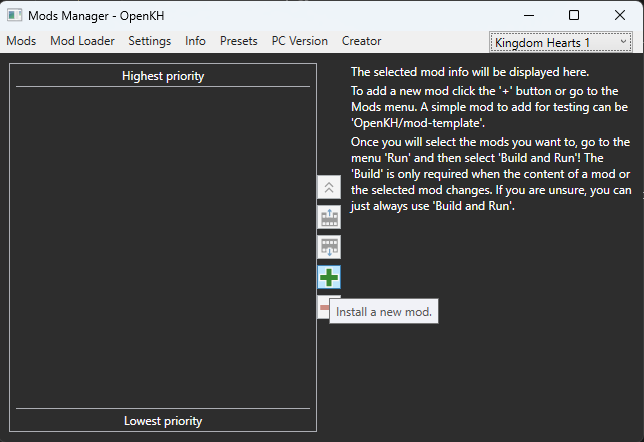 Mods Manager - OpenKH
Mods Mod Loader Settings Info Presets PC Version Creator Kingdom Hearts 1
Highest priority
The selected mod info will be displayed here.
To add a new mod click the '+' button or go to the
Mods menu. A simple mod to add for testing can be
'OpenKH/mod-template'.
Once you will select the mods you want to, go to the
menu 'Run' and then select 'Build and Run'! The
'Build' is only required when the content of a mod or
the selected mod changes. If you are unsure, you can
just always use 'Build and Run'.
Install a new mod.
Lowest priority